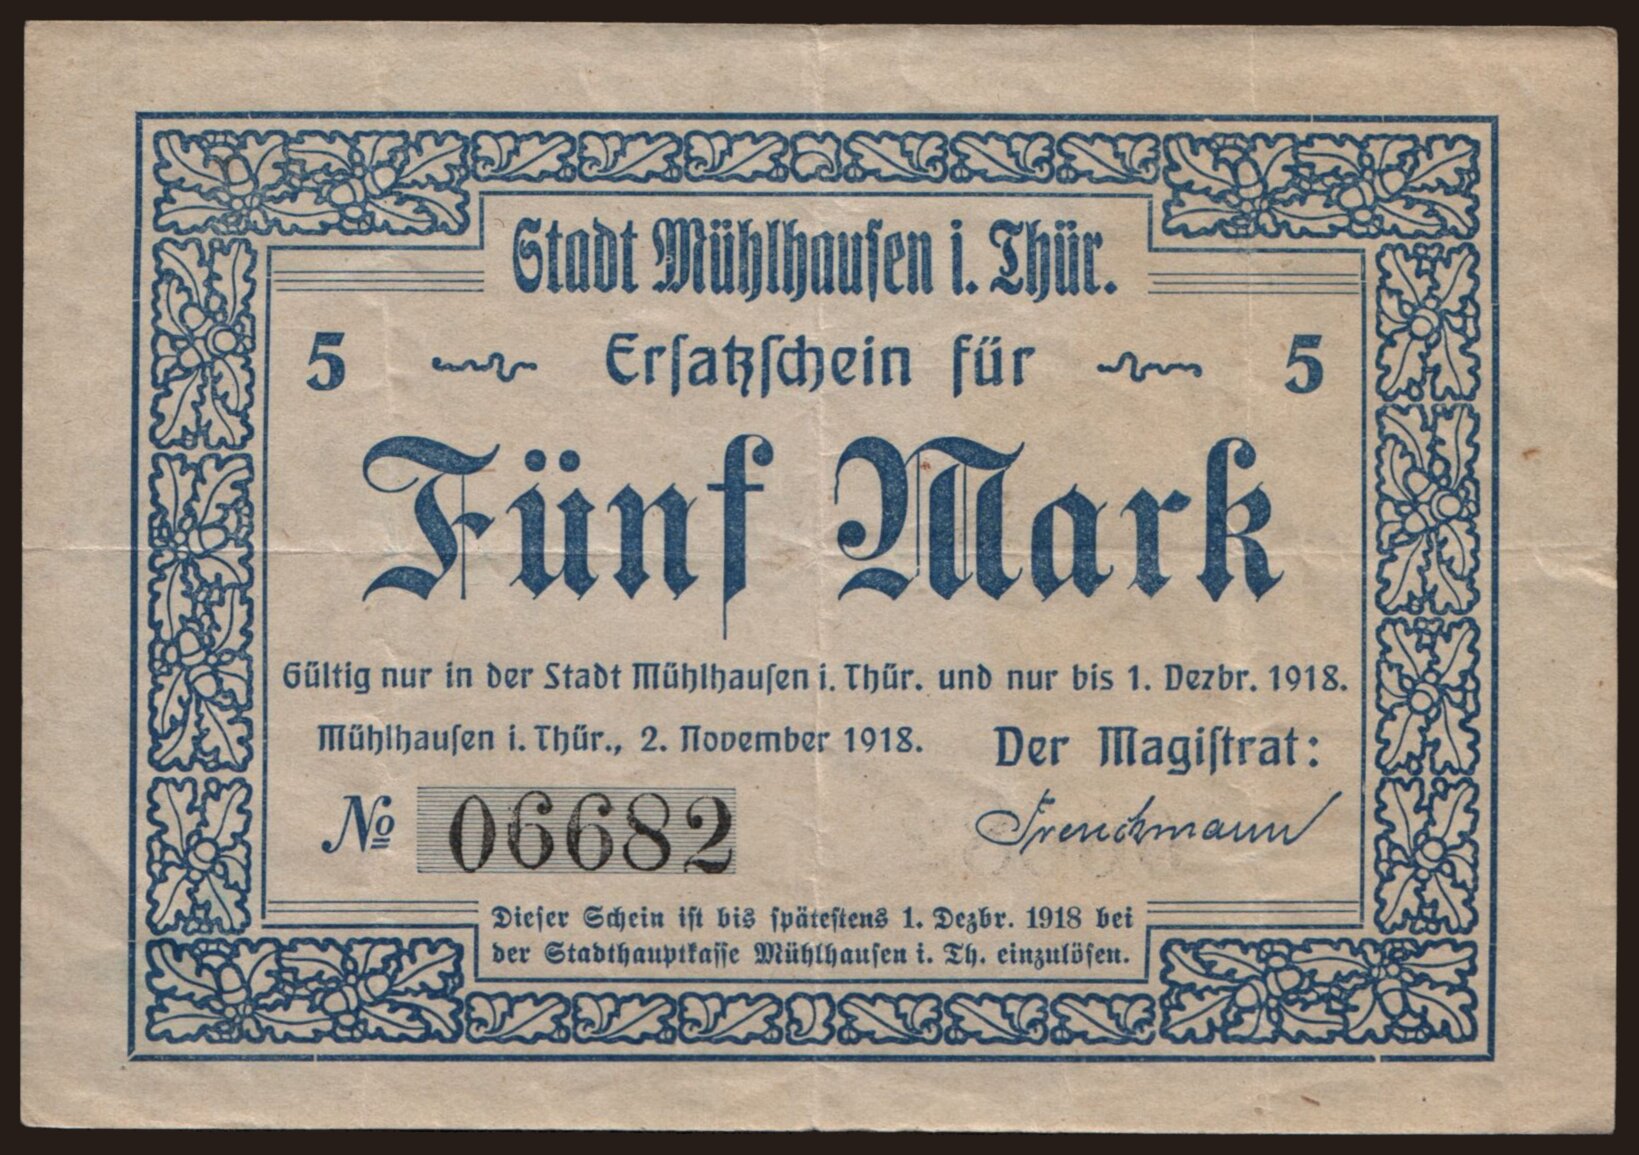 Stadt Mühlhausen i. Thür.
5 Ersatzschein für 5
Fünf Mark
Gültig nur in der Stadt Mühlhausen i. Thür. und nur bis 1. Dezbr. 1918.
Mühlhausen i. Thür., 2. November 1918. Der Magistrat:
No 06682 Trenckmann
Dieser Schein ist bis spätestens 1. Dezbr. 1918 bei
der Stadthauptkasse Mühlhausen i. Th. einzulösen.